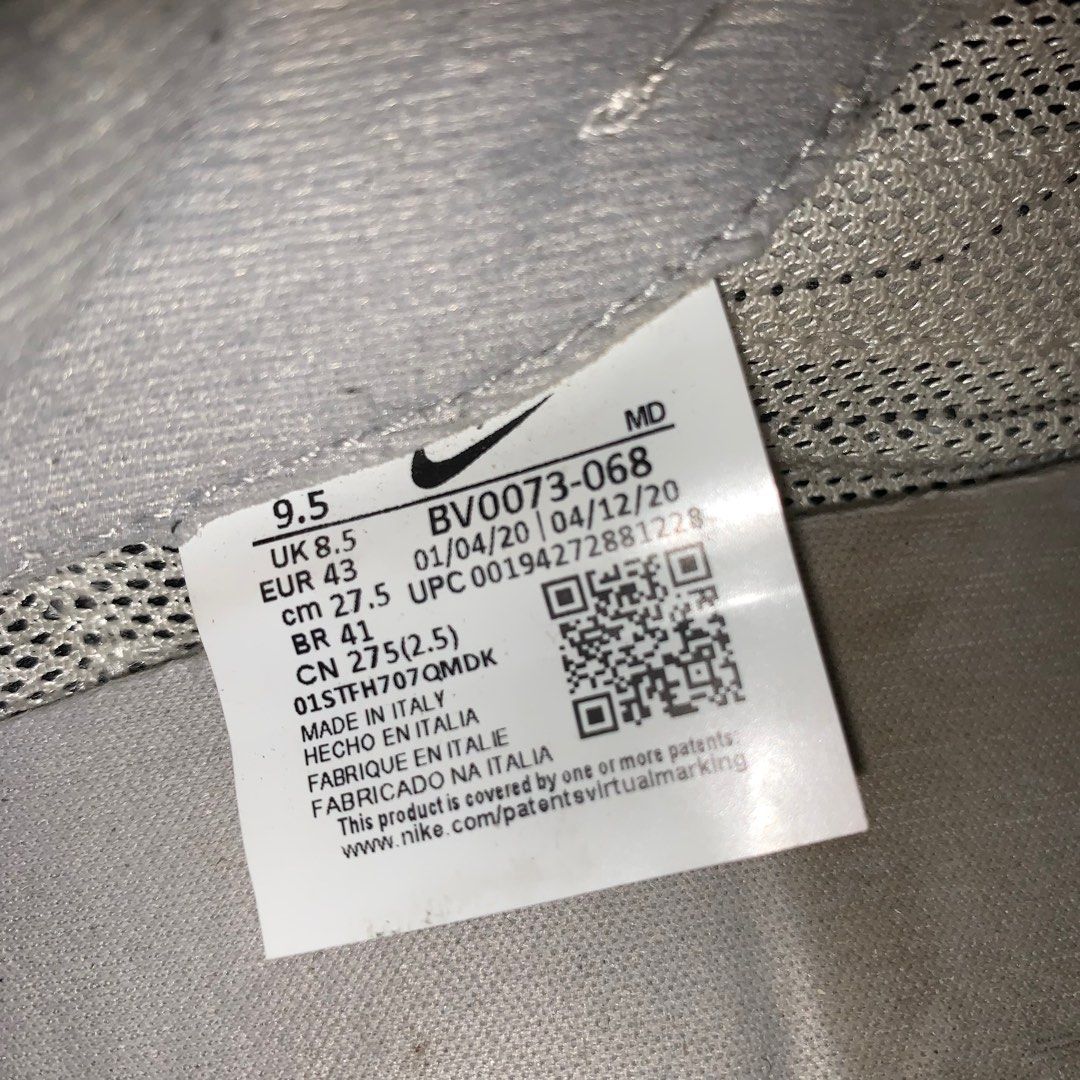 9.5 MD
UK 8.5 BV0073-068
EUR 43 01/04/20 | 04/12/20
cm 27.5 UPC 00194272881228
BR 41
CN 275(2.5)
01STFH707QMDK
MADE IN ITALY
HECHO EN ITALIA
FABRIQUE EN ITALIE
FABRICADO NA ITALIA
This product is covered by one or more patents:
www.nike.com/patentsvirtualmarking